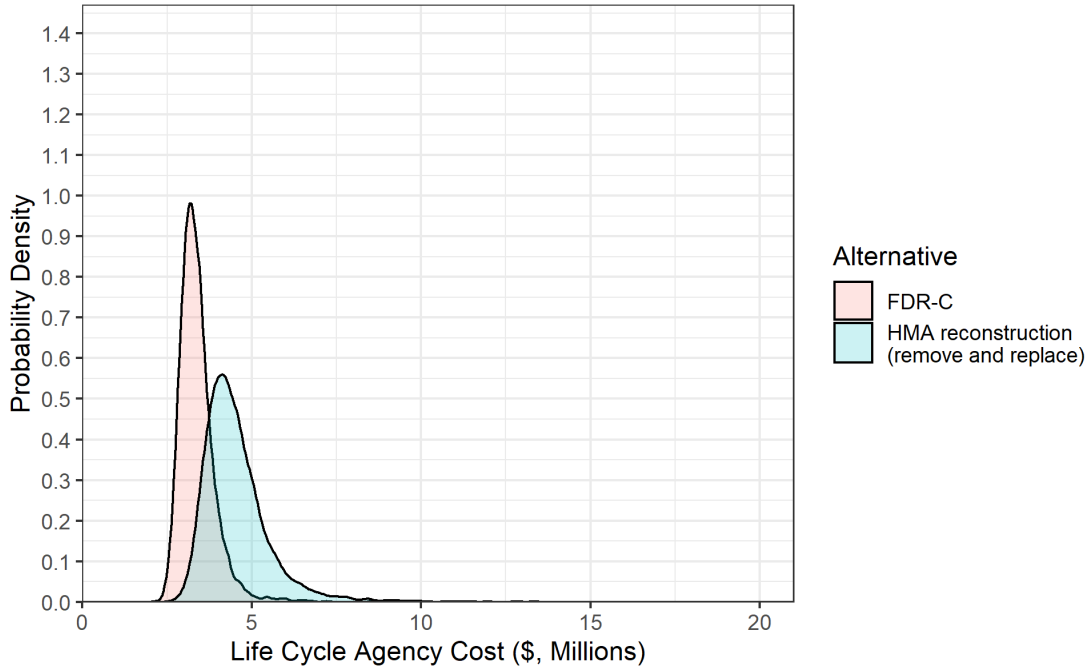 1.4
1.3
1.2
1.1
1.0
0.9
0.8
0.7
0.6
0.5
0.4
0.3
0.2
0.1
0.0
Probability Density
0 5 10 15 20
Life Cycle Agency Cost ($, Millions)
Alternative
FDR-C
HMA reconstruction
(remove and replace)